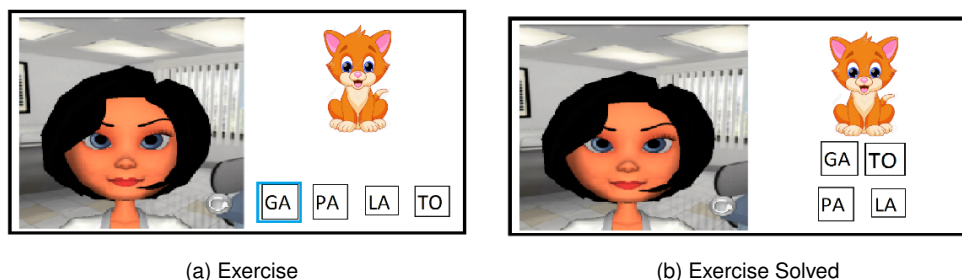 GA PA LA TO
GA TO
PA LA
(a) Exercise
(b) Exercise Solved